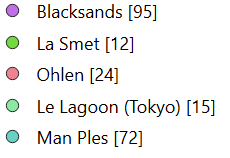 Blacksands [95]
La Smet [12]
Ohlen [24]
Le Lagoon (Tokyo) [15]
Man Ples [72]